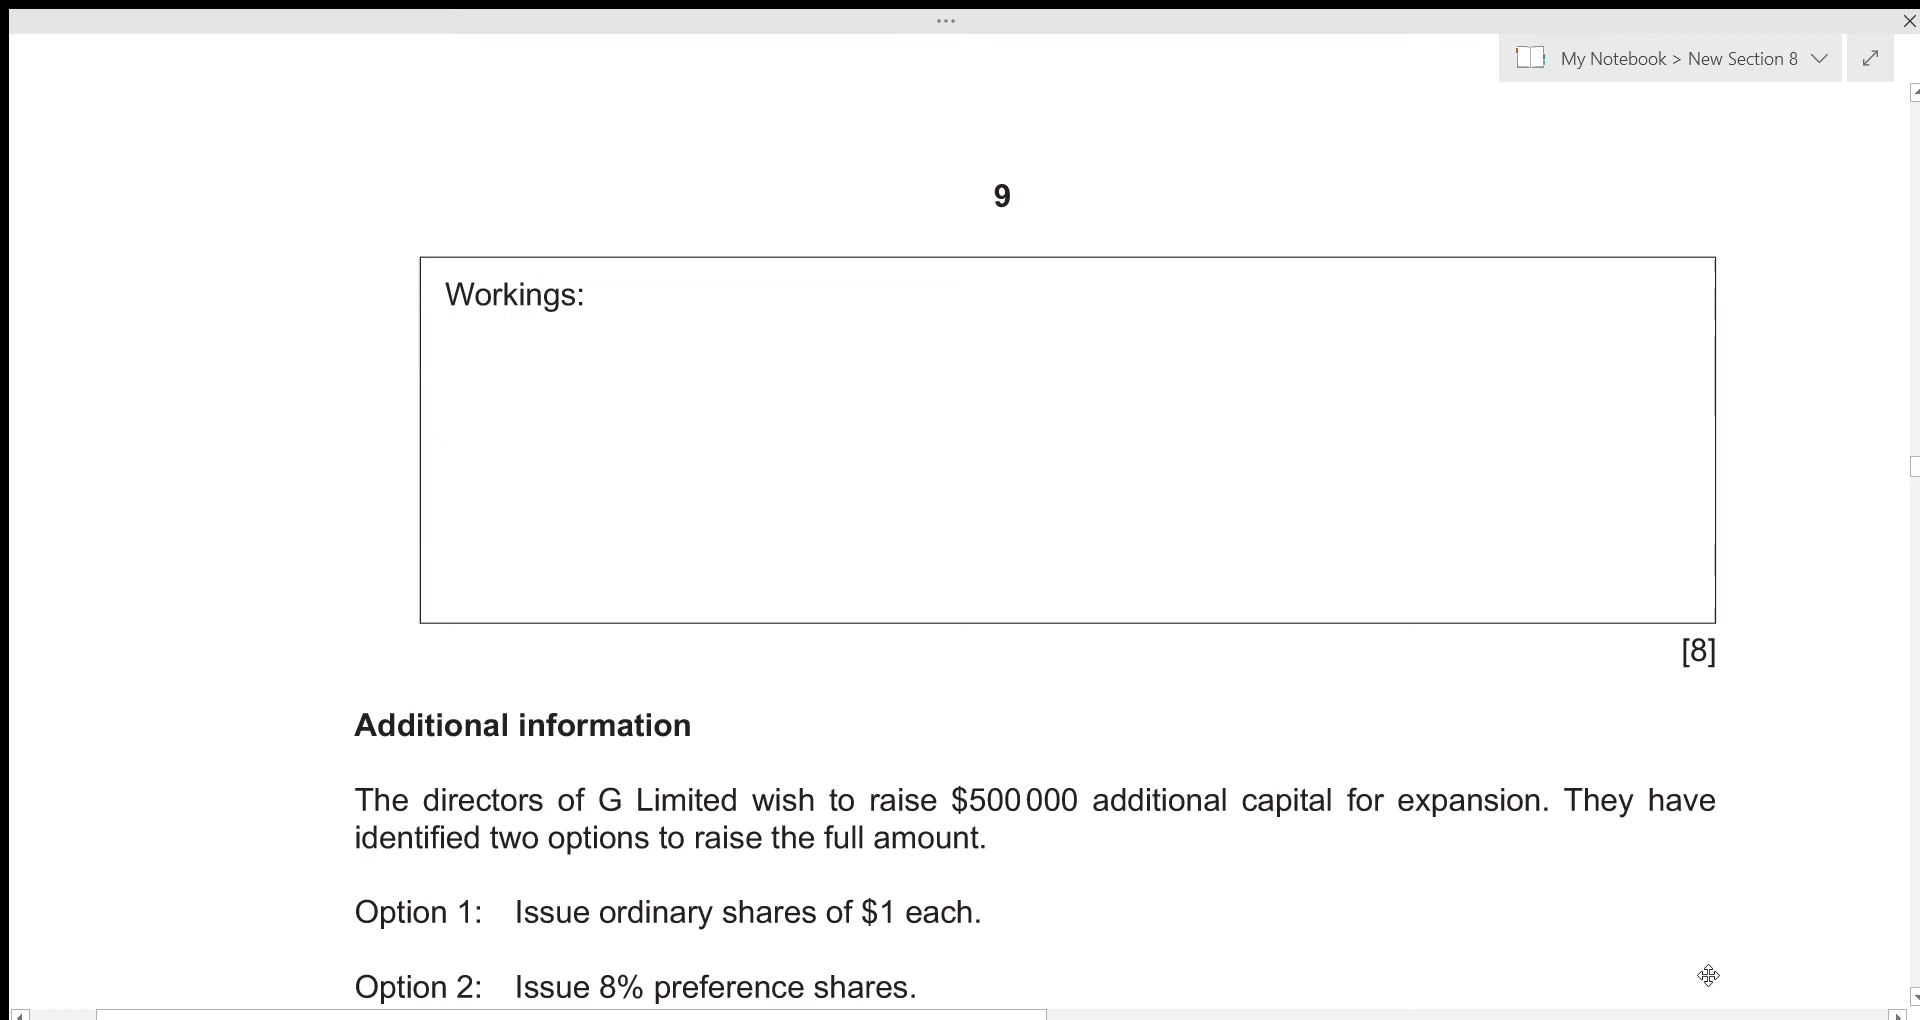 My Notebook > New Section 8
9
Workings:
[8]
Additional information
The directors of G Limited wish to raise $500 000 additional capital for expansion. They have
identified two options to raise the full amount.
Option 1: Issue ordinary shares of $1 each.
Option 2: Issue 8% preference shares.